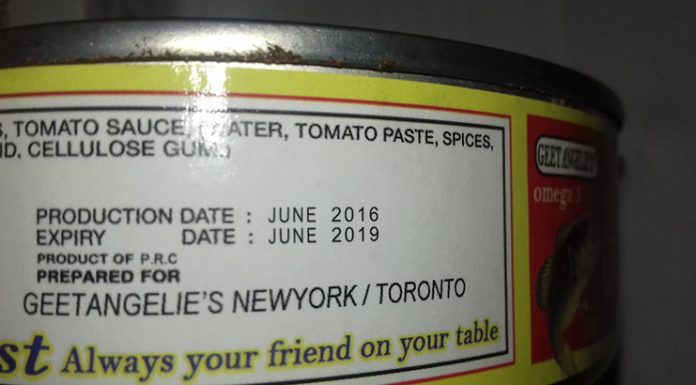 TOMATO SAUCE, TOMATO PASTE, SPICES,
CELLULOSE GUM.)
PRODUCTION DATE : JUNE 2016
EXPIRY DATE : JUNE 2019
PRODUCT OF P.R.C
PREPARED FOR
GEETANGELIE'S NEWYORK / TORONTO
st Always your friend on your table
GEETANGELIE'S
omega 3